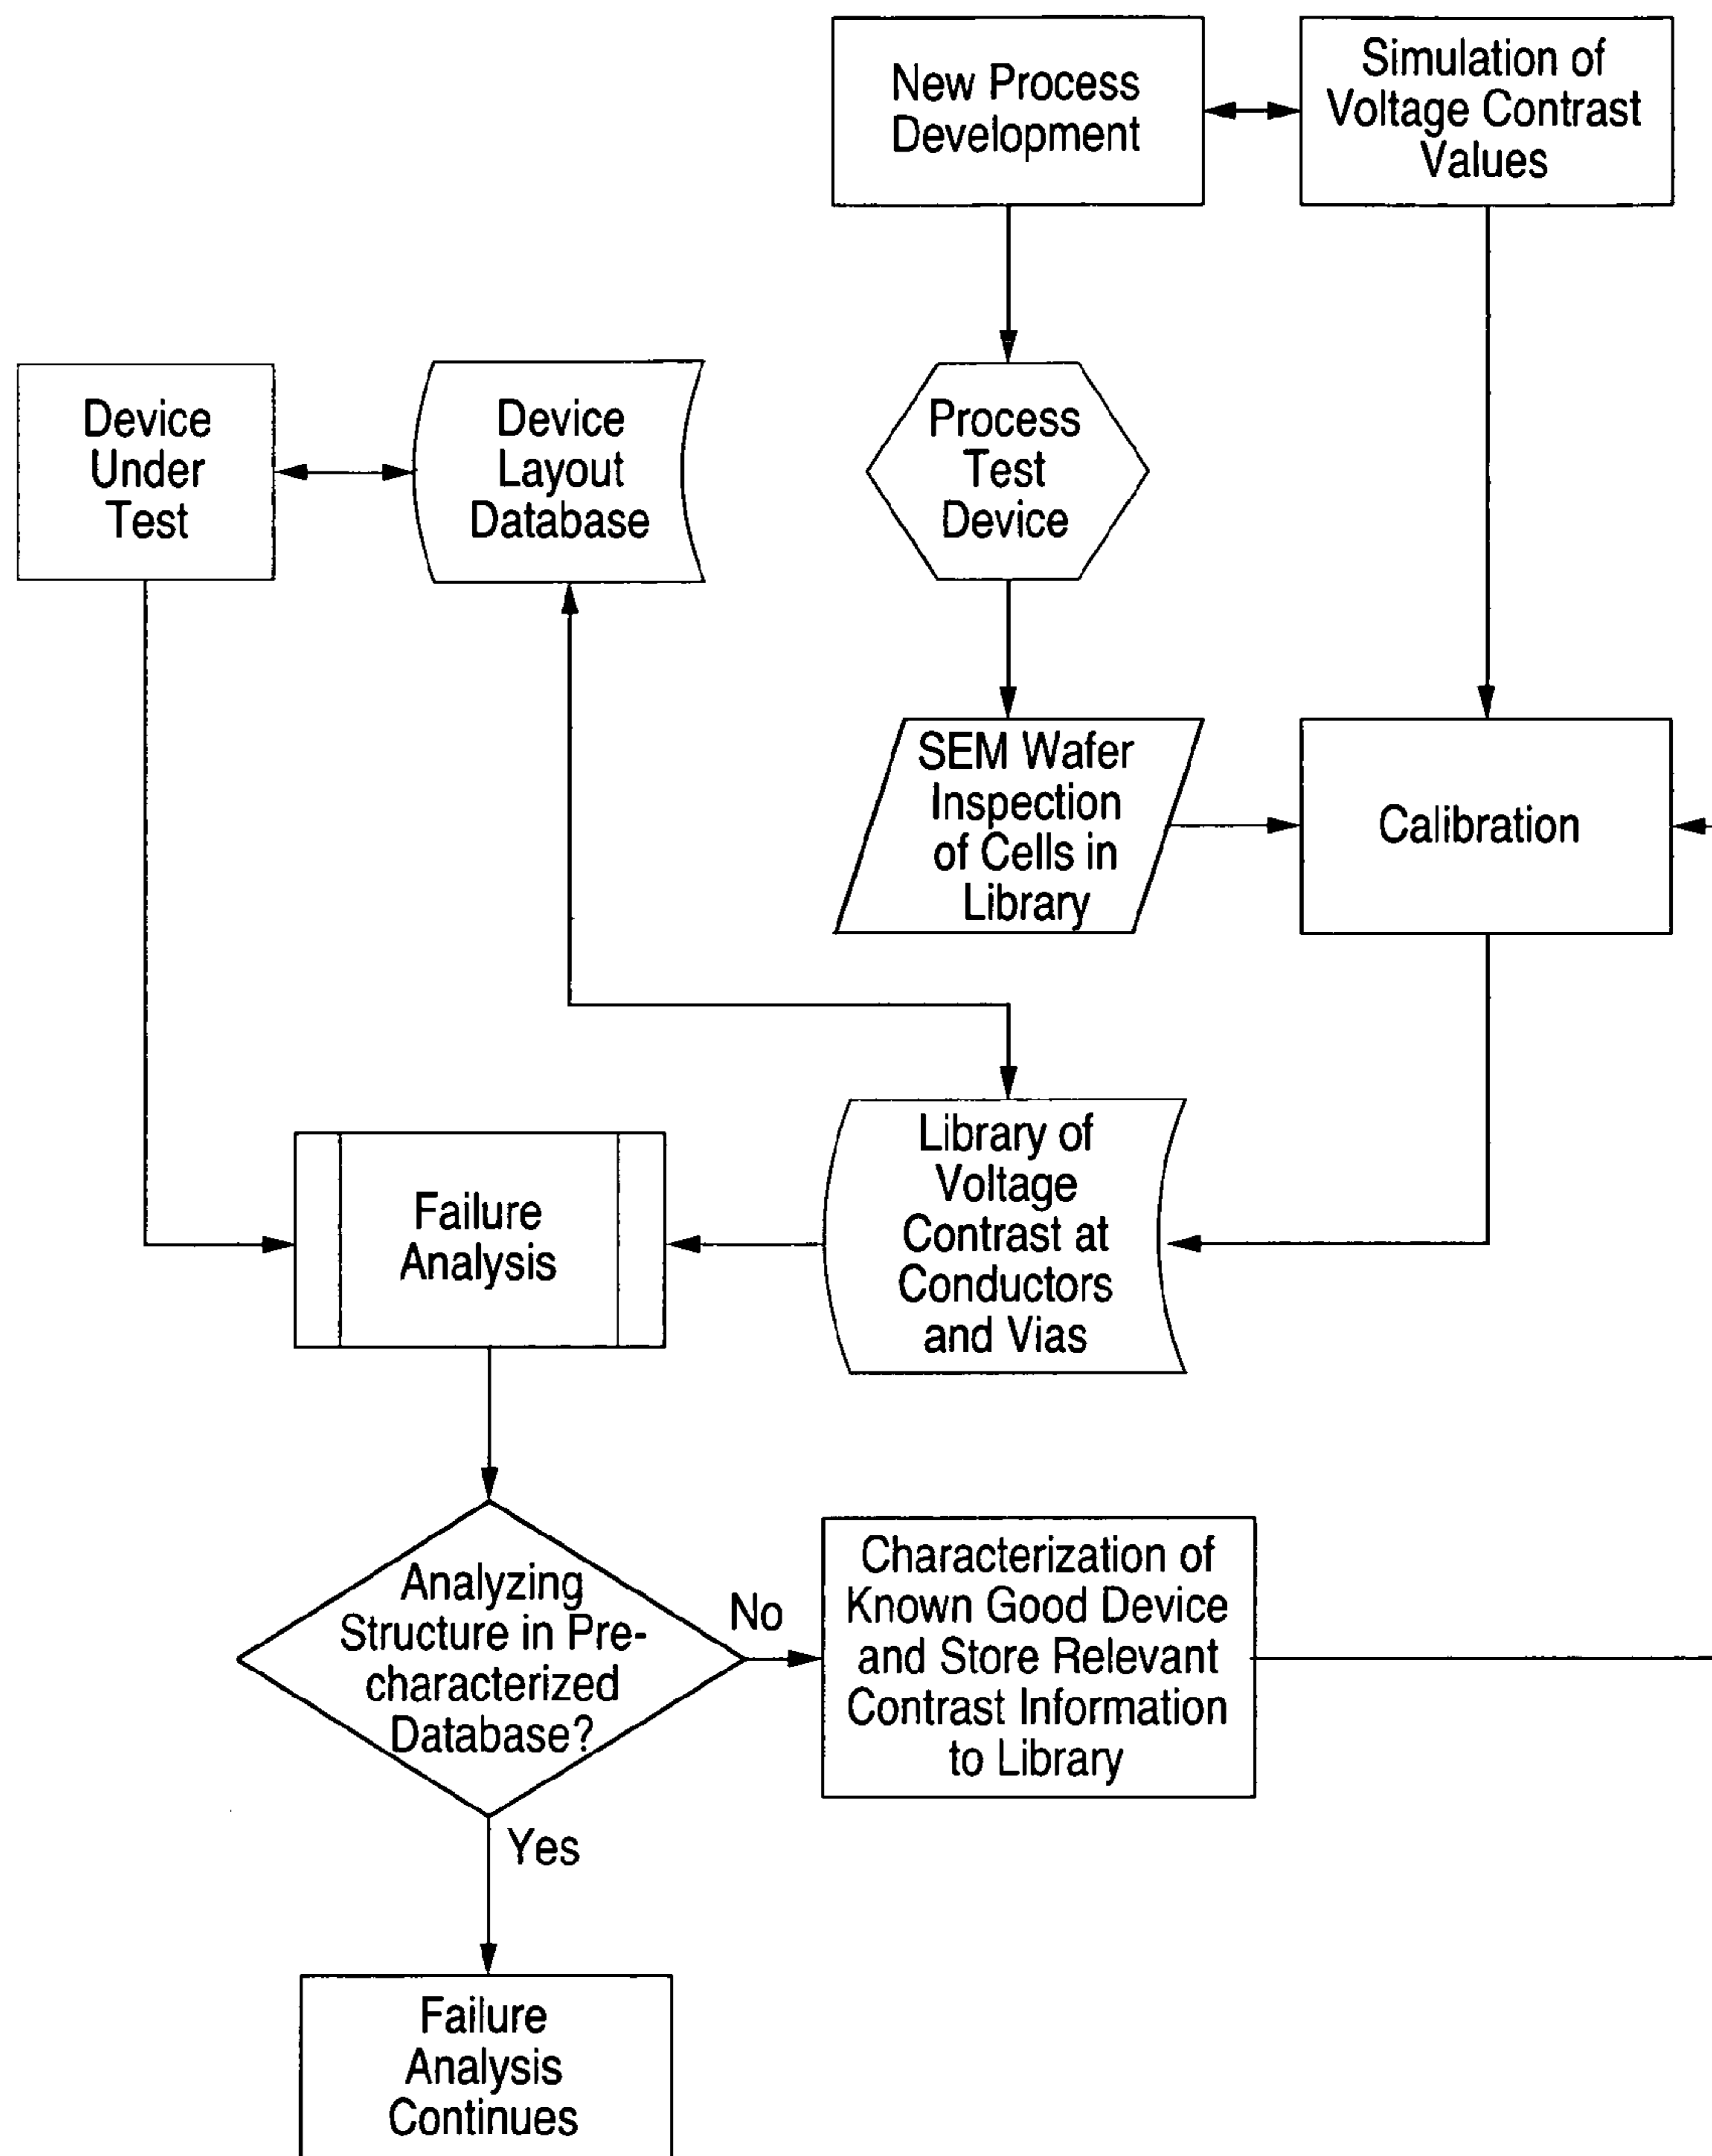 New Process
Development
Simulation of
Voltage Contrast
Values
Device
Under
Test
Device
Layout
Database
Process
Test
Device
SEM Wafer
Inspection
of Cells in
Library
Calibration
Failure
Analysis
Library of
Voltage
Contrast at
Conductors
and Vias
Analyzing
Structure in Pre-
characterized
Database?
No
Characterization of
Known Good Device
and Store Relevant
Contrast Information
to Library
Yes
Failure
Analysis
Continues